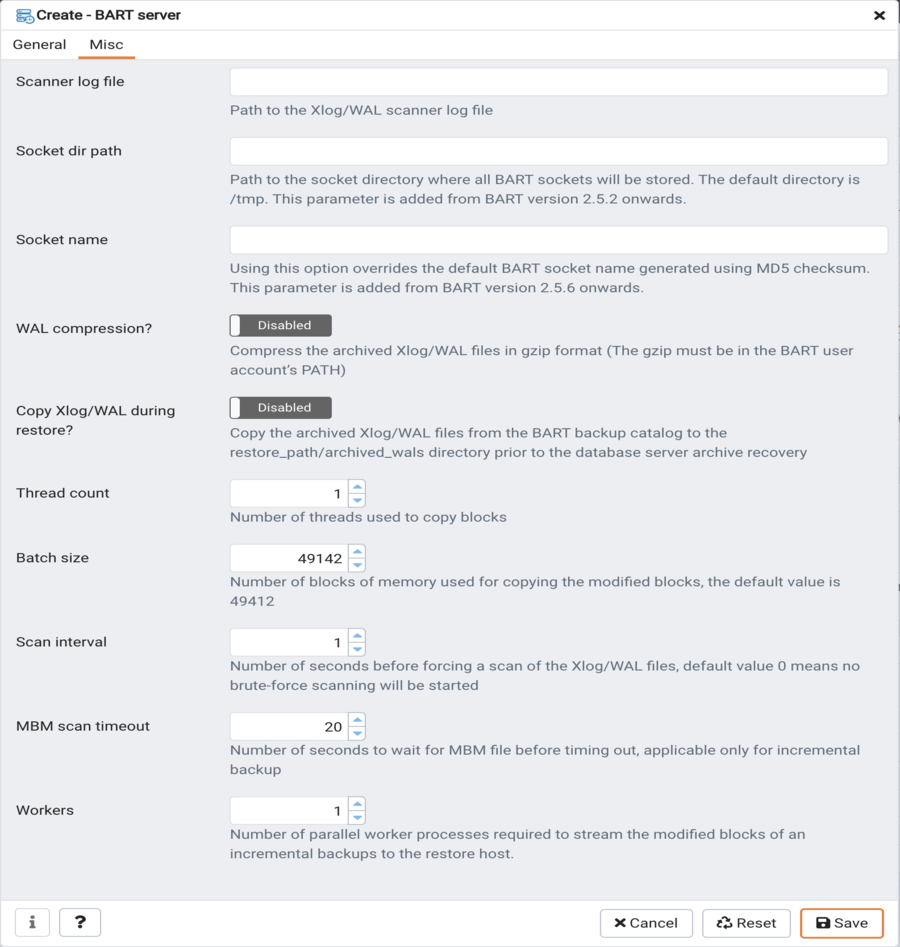 Create - BART server
General Misc
Scanner log file
Path to the Xlog/WAL scanner log file
Socket dir path
Path to the socket directory where all BART sockets will be stored. The default directory is
/tmp. This parameter is added from BART version 2.5.2 onwards.
Socket name
Using this option overrides the default BART socket name generated using MD5 checksum.
This parameter is added from BART version 2.5.6 onwards.
WAL compression? Disabled
Compress the archived Xlog/WAL files in gzip format (The gzip must be in the BART user
account's PATH)
Copy Xlog/WAL during
restore?
Disabled
Copy the archived Xlog/WAL files from the BART backup catalog to the
restore_path/archived_wals directory prior to the database server archive recovery
Thread count 1
Number of threads used to copy blocks
Batch size 49142
Number of blocks of memory used for copying the modified blocks, the default value is
49412
Scan interval 1
Number of seconds before forcing a scan of the Xlog/WAL files, default value 0 means no
brute-force scanning will be started
MBM scan timeout 20
Number of seconds to wait for MBM file before timing out, applicable only for incremental
backup
Workers 1
Number of parallel worker processes required to stream the modified blocks of an
incremental backups to the restore host.
i ? Cancel Reset Save